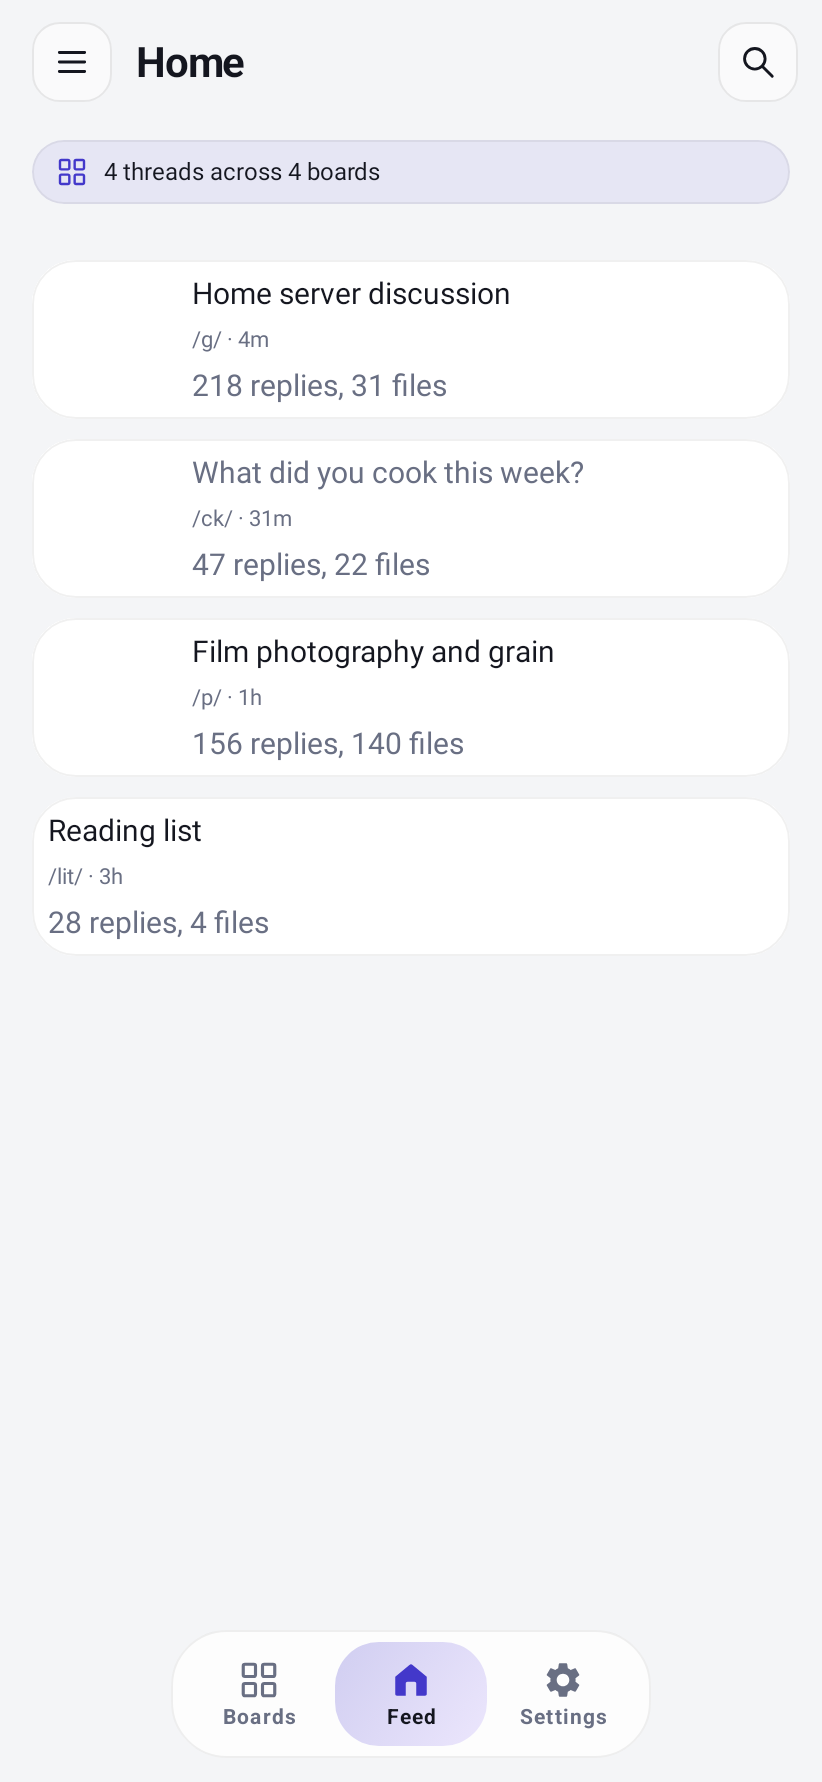 Home
4 threads across 4 boards
Home server discussion
/g/ · 4m
218 replies, 31 files
What did you cook this week?
/ck/ · 31m
47 replies, 22 files
Film photography and grain
/p/ · 1h
156 replies, 140 files
Reading list
/lit/ · 3h
28 replies, 4 files
Boards
Feed
Settings